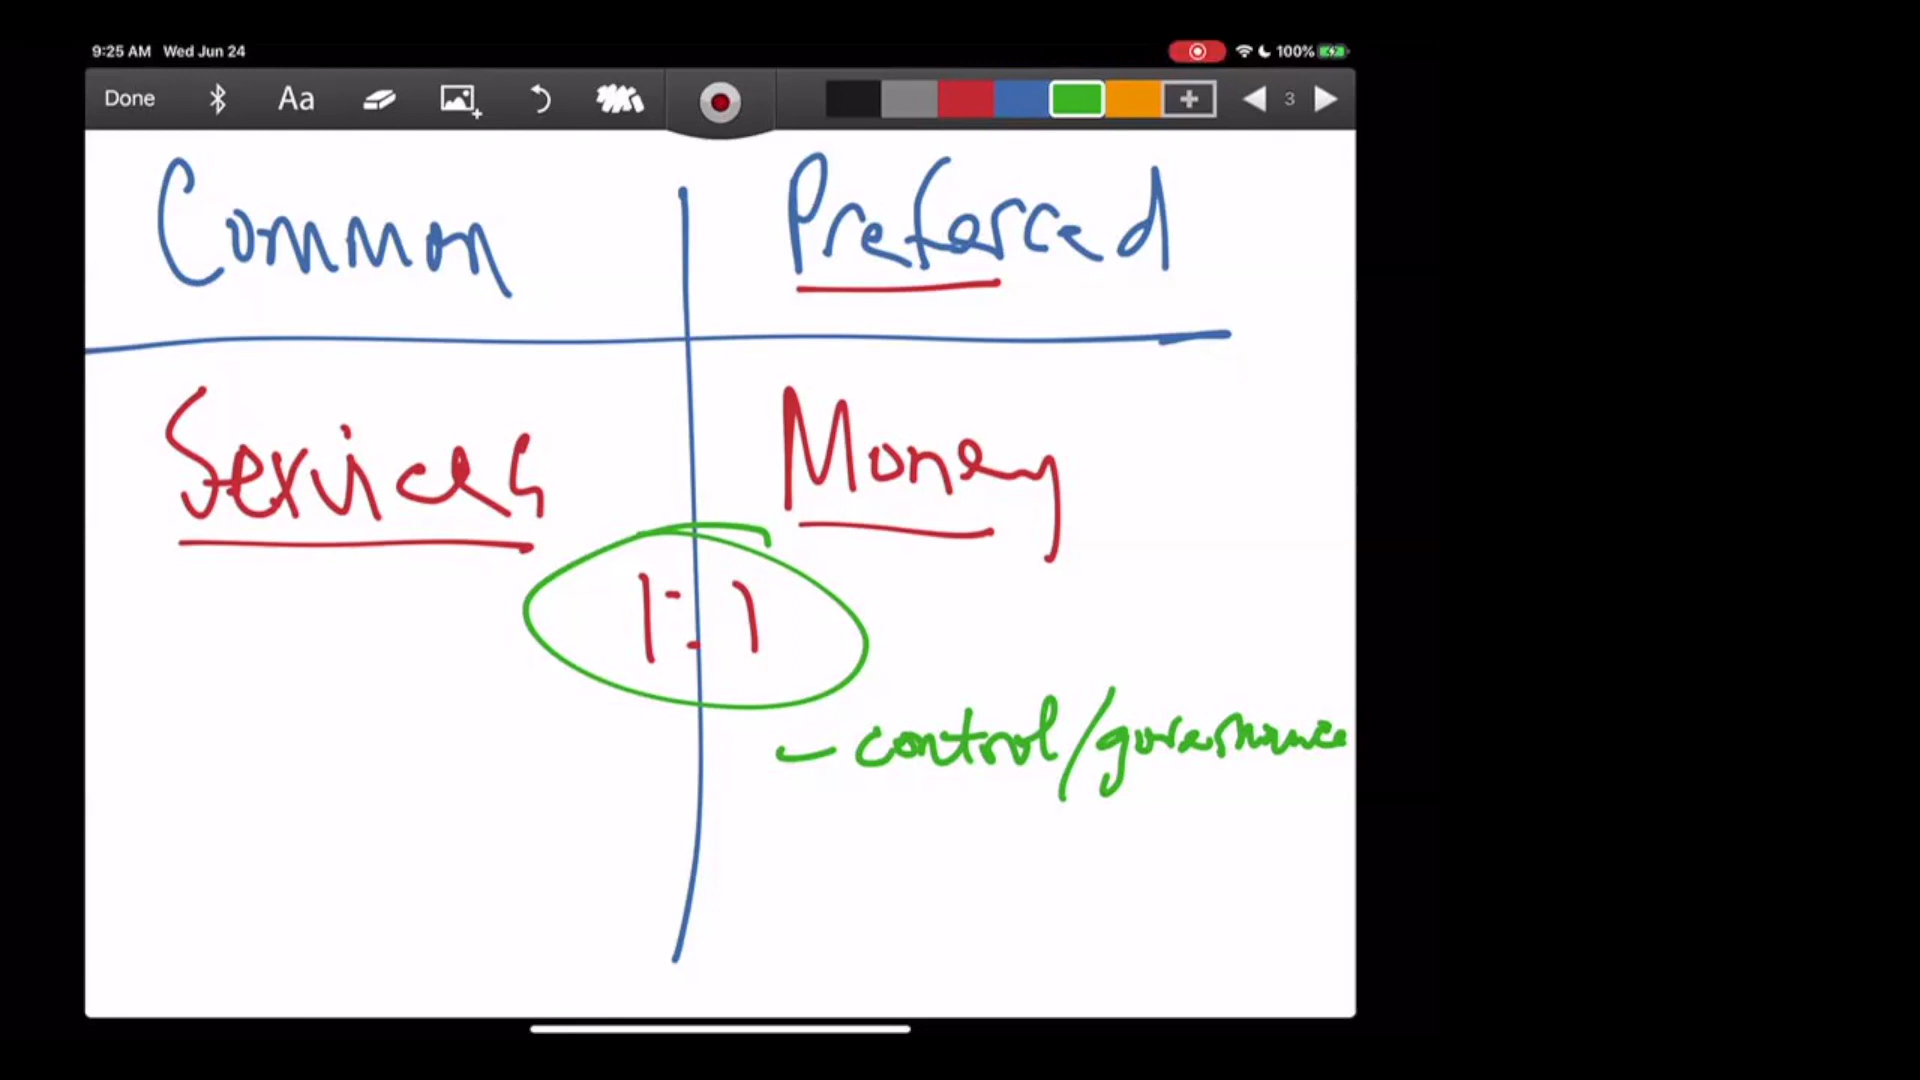 9:25 AM Wed Jun 24
100%
Done
Aa
3
Common
Preferred
Services
Money
1:1
- control/governance